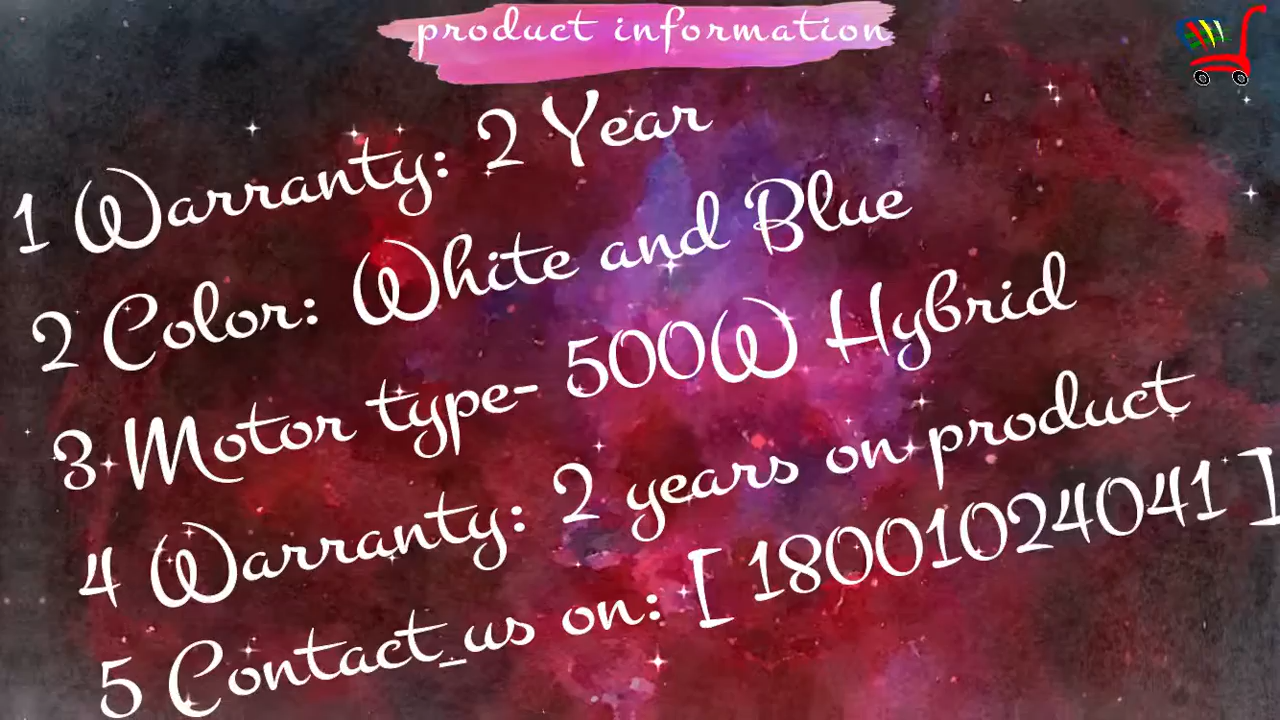 product information
1 Warranty: 2 Year
2 Color: White and Blue
3 Motor type- 500W Hybrid
4 Warranty: 2 years on product
5 Contact_us on: [ 18001024041 ]